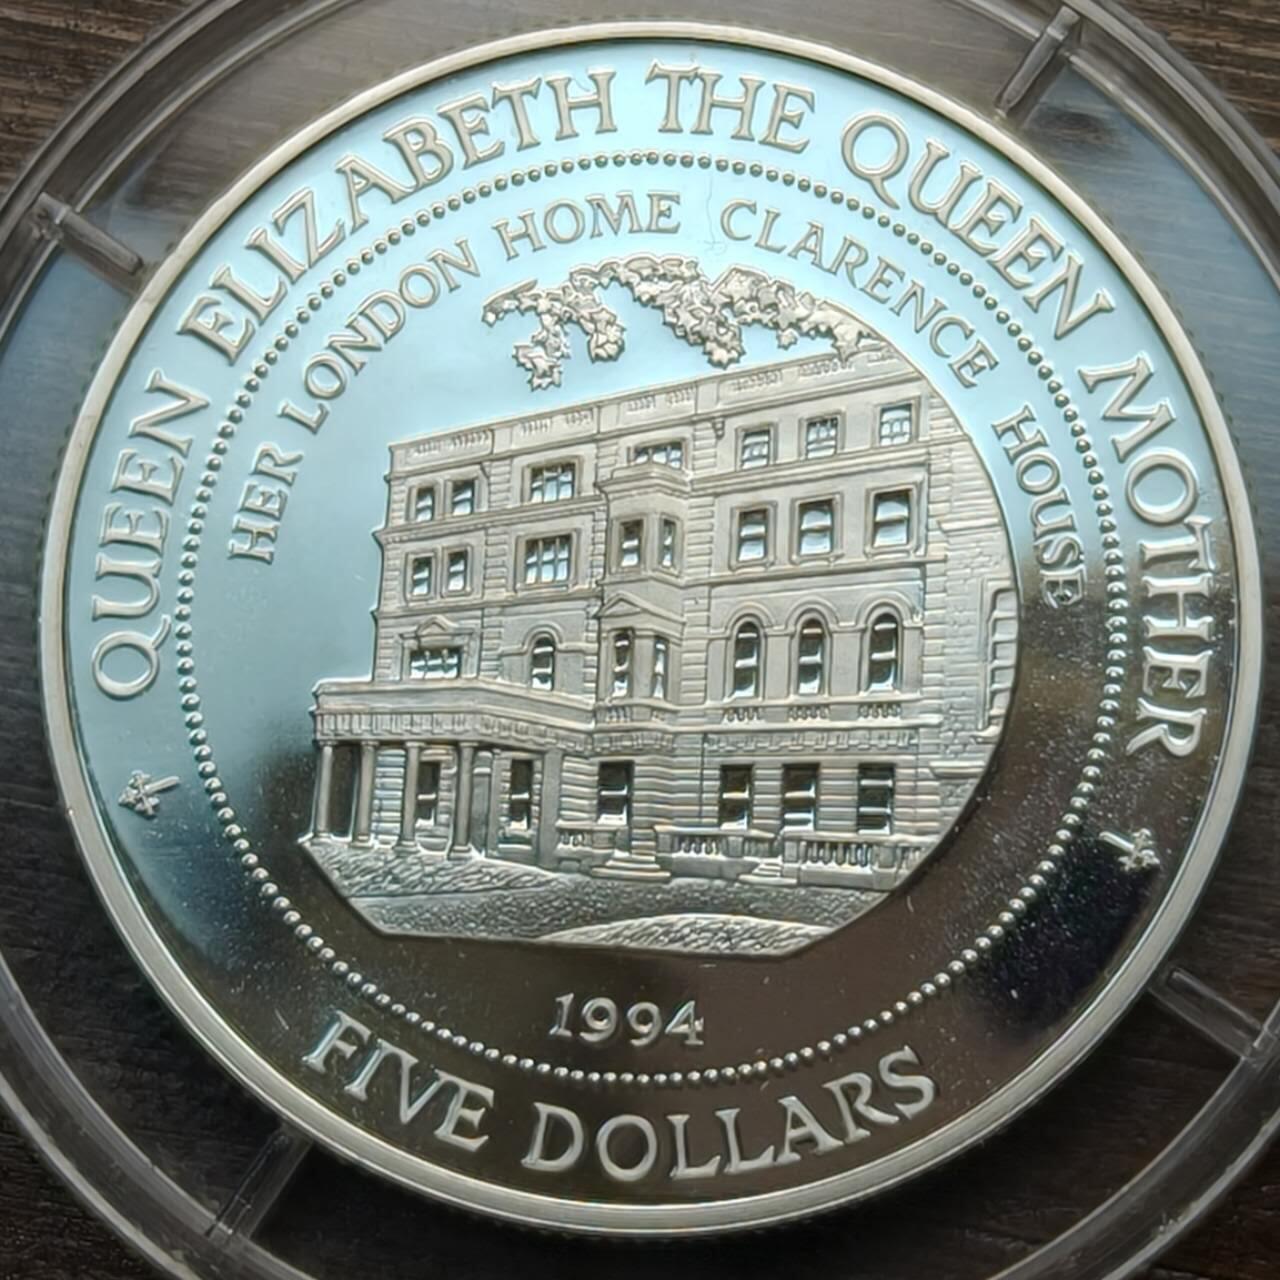 QUEEN ELIZABETH THE QUEEN MOTHER
HER LONDON HOME CLARENCE HOUSE
1994
FIVE DOLLARS